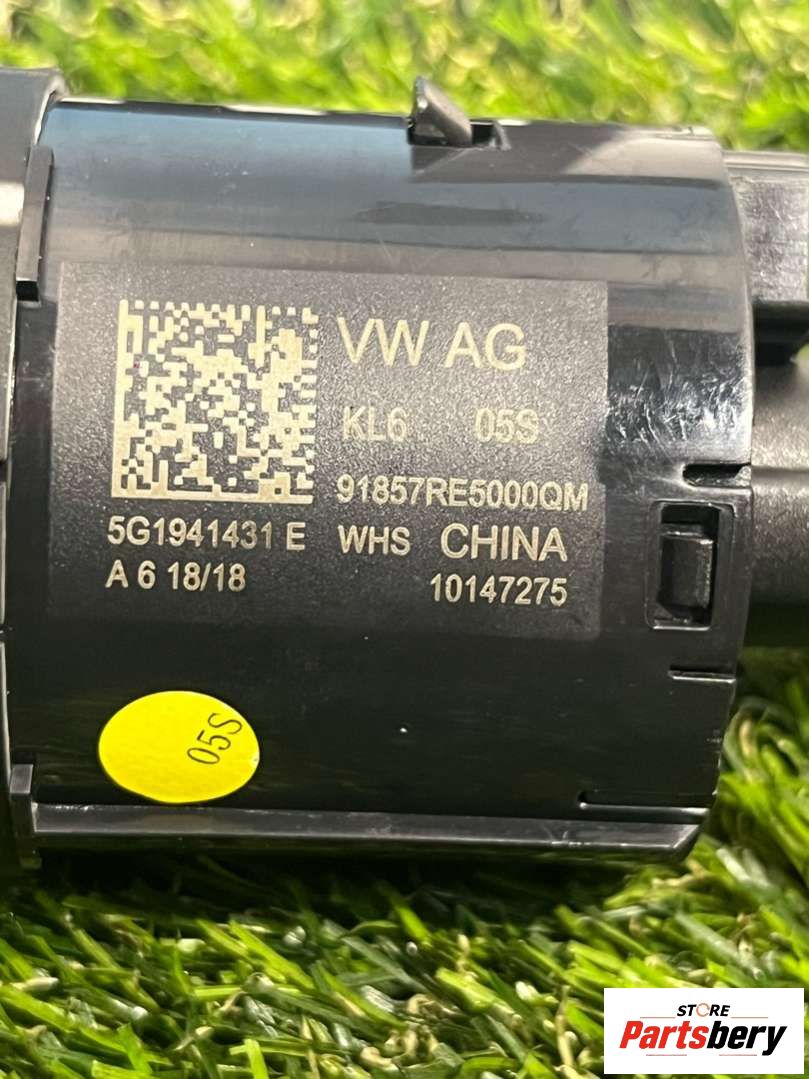 VW AG
KL6 05S
91857RE5000QM
5G1941431 E WHS CHINA
A 6 18/18 10147275
05S
STORE
Partsbery